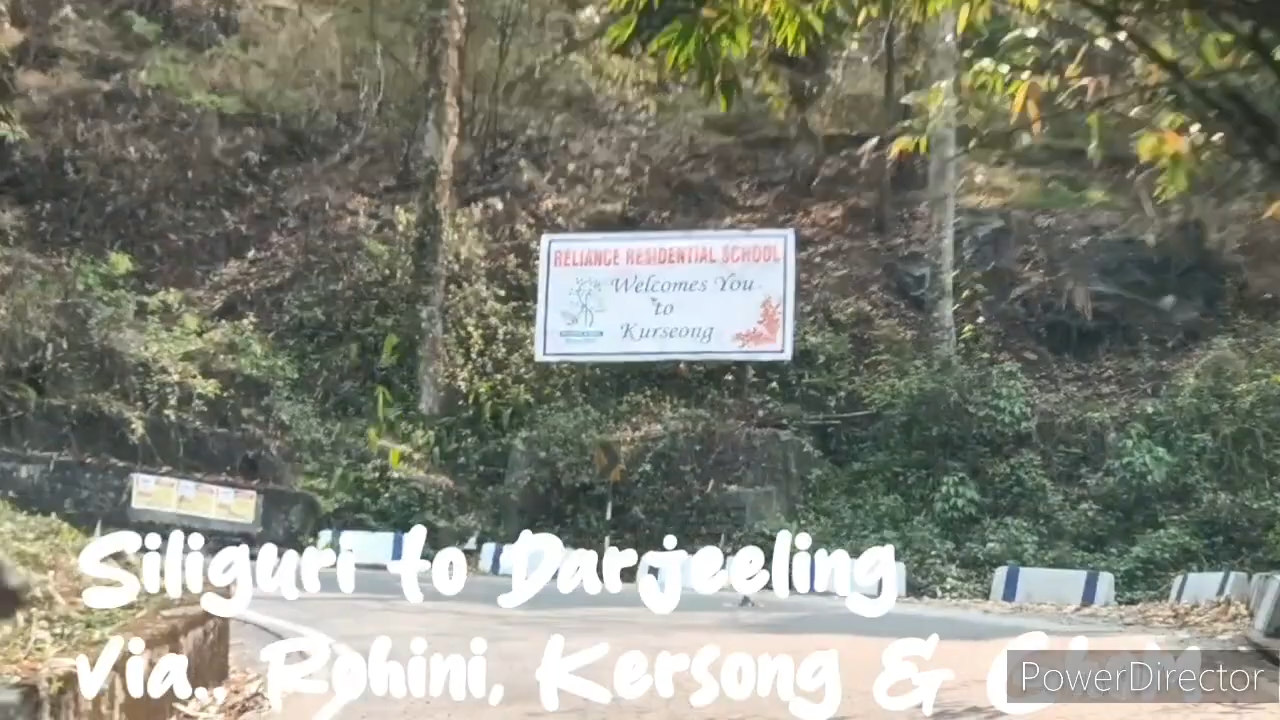 RELIANCE RESIDENTIAL SCHOOL
Welcomes You
to
Kurseong
Siliguri to Darjeeling
Via.. Rohini, Kersong &
PowerDirector